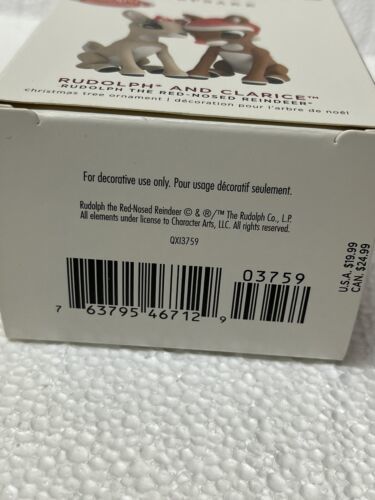 RUDOLPH® AND CLARICE™
RUDOLPH THE RED-NOSED REINDEER®
christmas tree ornament | décoration pour l'arbre de noël
For decorative use only. Pour usage décoratif seulement.
Rudolph the Red-Nosed Reindeer © & ®/™ The Rudolph Co., L.P.
All elements under license to Character Arts, LLC. All rights reserved.
QXI3759
03759
7 63795 46712 9
U.S.A. $19.99
CAN. $24.99